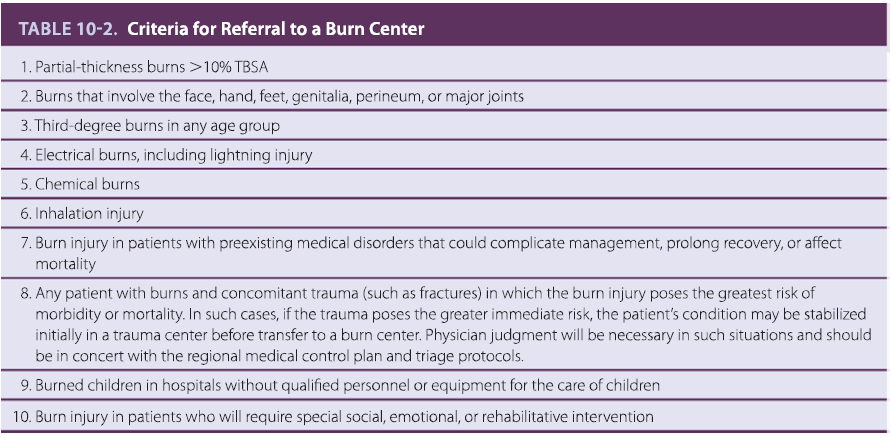 TABLE 10-2. Criteria for Referral to a Burn Center
1. Partial-thickness burns >10% TBSA
2. Burns that involve the face, hand, feet, genitalia, perineum, or major joints
3. Third-degree burns in any age group
4. Electrical burns, including lightning injury
5. Chemical burns
6. Inhalation injury
7. Burn injury in patients with preexisting medical disorders that could complicate management, prolong recovery, or affect
mortality
8. Any patient with burns and concomitant trauma (such as fractures) in which the burn injury poses the greatest risk of
morbidity or mortality. In such cases, if the trauma poses the greater immediate risk, the patient's condition may be stabilized
initially in a trauma center before transfer to a burn center. Physician judgment will be necessary in such situations and should
be in concert with the regional medical control plan and triage protocols.
9. Burned children in hospitals without qualified personnel or equipment for the care of children
10. Burn injury in patients who will require special social, emotional, or rehabilitative intervention